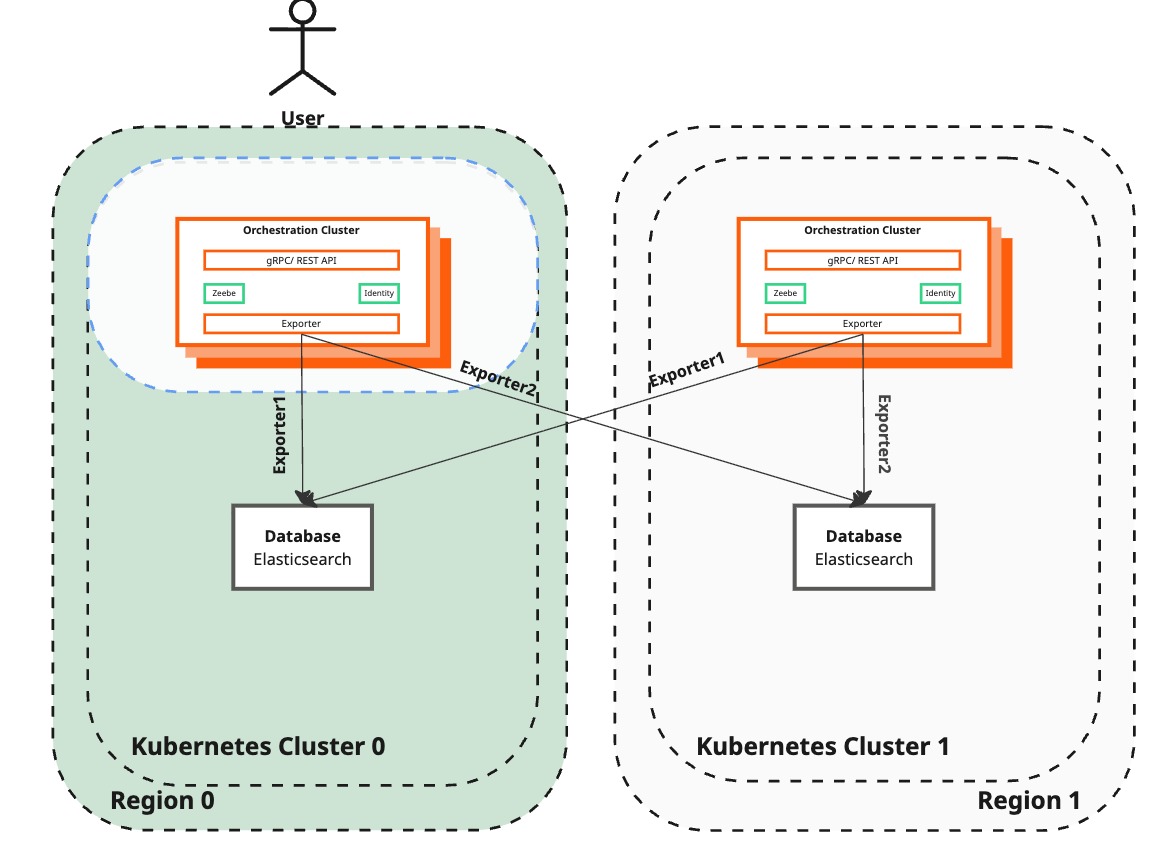 User
Orchestration Cluster
gRPC/ REST API
Zeebe
Identity
Exporter
Orchestration Cluster
gRPC/ REST API
Zeebe
Identity
Exporter
Exporter2
Exporter1
Exporter1
Exporter2
Database
Elasticsearch
Database
Elasticsearch
Kubernetes Cluster 0
Kubernetes Cluster 1
Region 0
Region 1